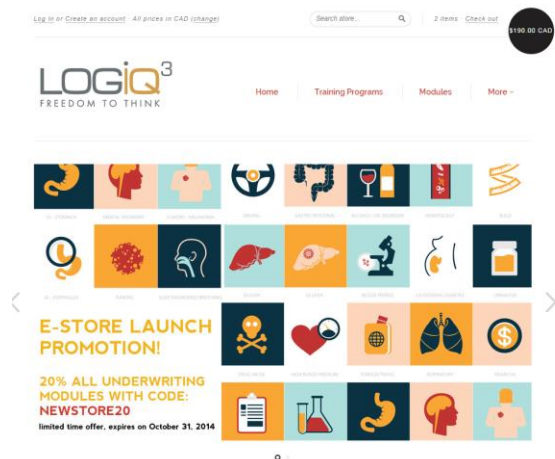 Log in or Create an account All prices in CAD (change)
Search store...
2 items Check out
$190.00 CAD
LOGiQ3
FREEDOM TO THINK
Home
Training Programs
Modules
More
E-STORE LAUNCH
PROMOTION!
20% ALL UNDERWRITING
MODULES WITH CODE:
NEWSTORE20
limited time offer, expires on October 31, 2014